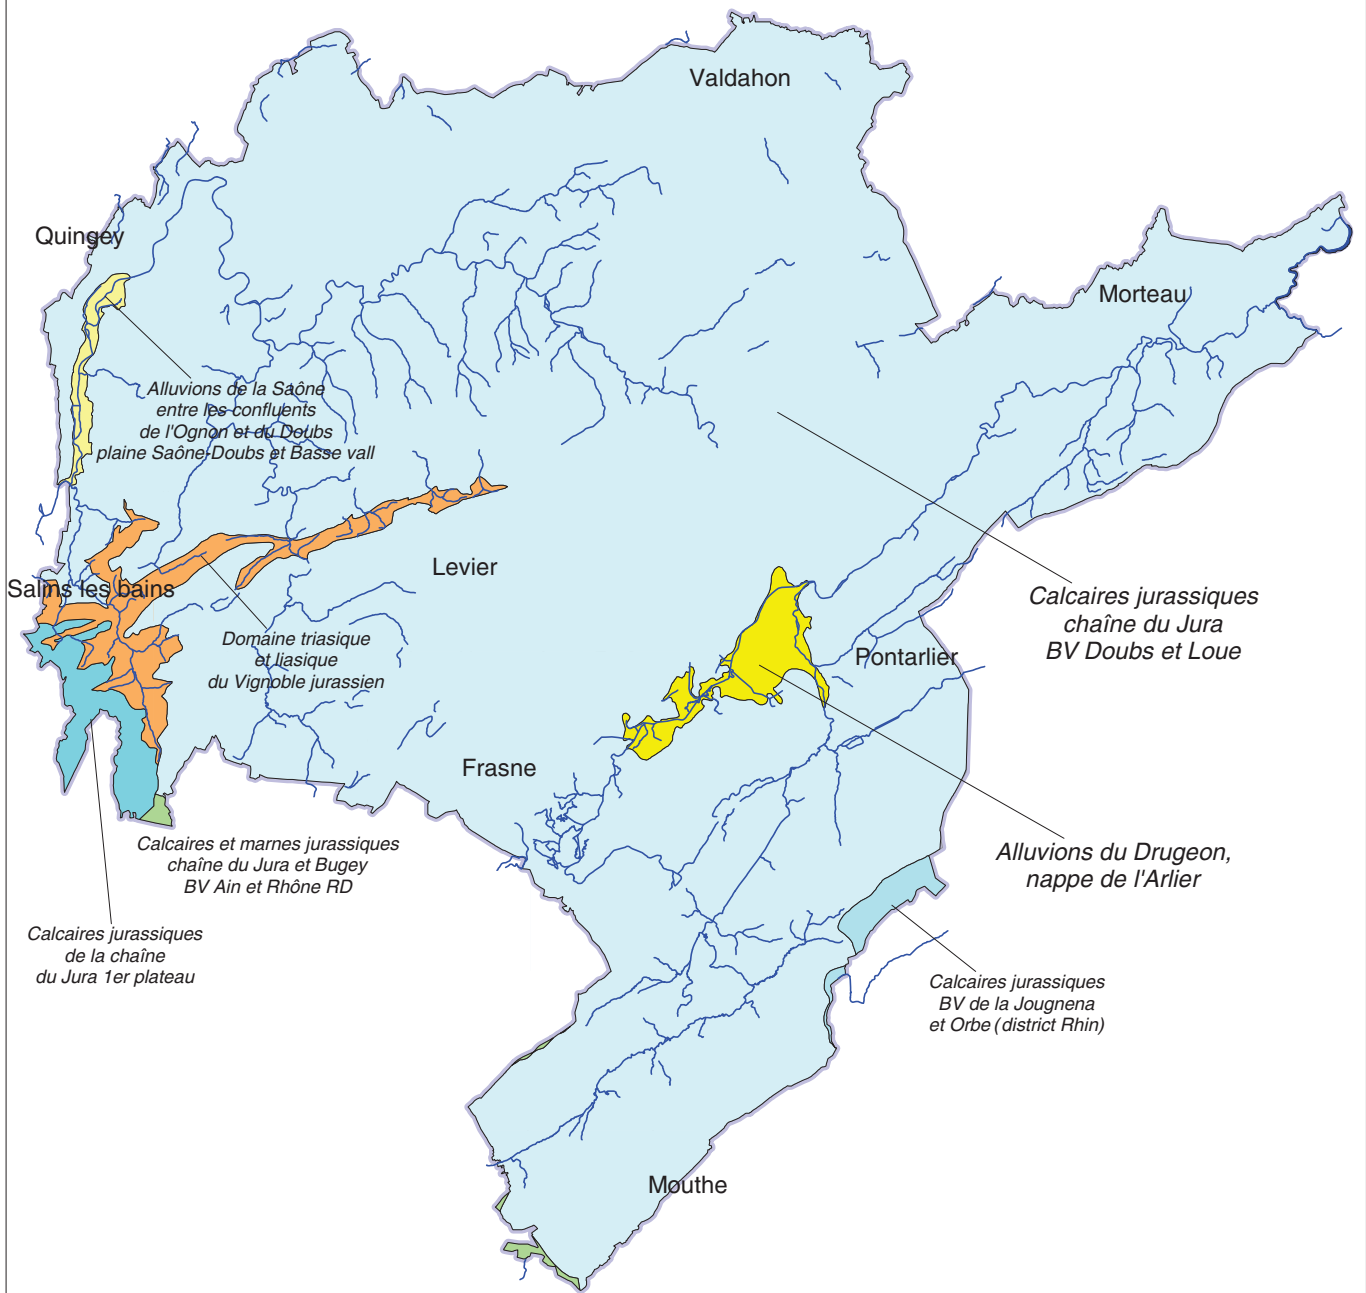 Valdahon
Quingey
Morteau
Alluvions de la Saône
entre les confluents
de l'Ognon et du Doubs
plaine Saône-Doubs et Basse vall
Levier
Salins les bains
Calcaires jurassiques
chaîne du Jura
BV Doubs et Loue
Domaine triasique
et liasique
du Vignoble jurassien
Pontarlier
Frasne
Calcaires et marnes jurassiques
chaîne du Jura et Bugey
BV Ain et Rhône RD
Alluvions du Drugeon,
nappe de l'Arlier
Calcaires jurassiques
de la chaîne
du Jura 1er plateau
Calcaires jurassiques
BV de la Jougnena
et Orbe (district Rhin)
Mouthe